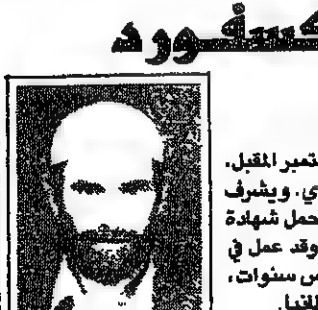 كسفورد
تمبر المقبل.
ي. ويشرف
حمل شهادة
وقد عمل في
س سنوات،